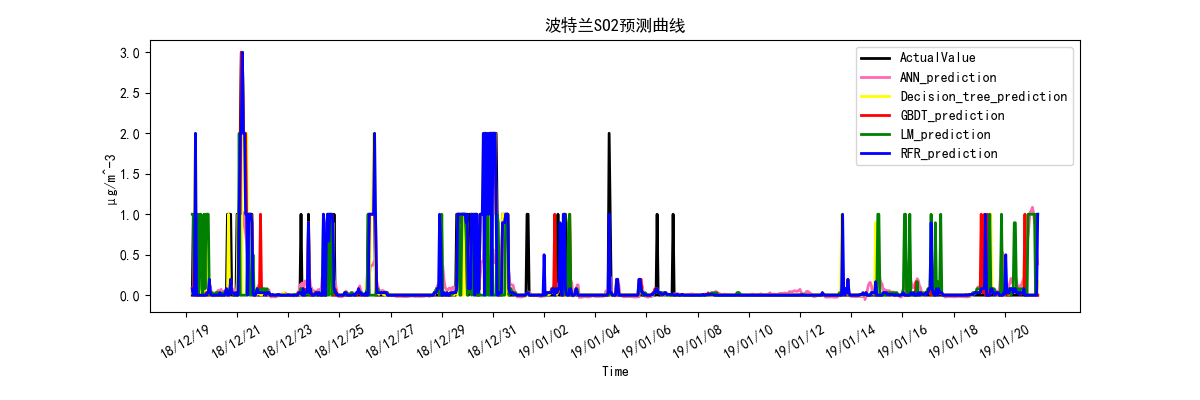 波特兰SO2预测曲线
3.0
2.5
2.0
1.5
1.0
0.5
0.0
μg/m^-3
ActualValue
ANN_prediction
Decision_tree_prediction
GBDT_prediction
LM_prediction
RFR_prediction
18/12/19 18/12/21 18/12/23 18/12/25 18/12/27 18/12/29 18/12/31 19/01/02 19/01/04 19/01/06 19/01/08 19/01/10 19/01/12 19/01/14 19/01/16 19/01/18 19/01/20
Time